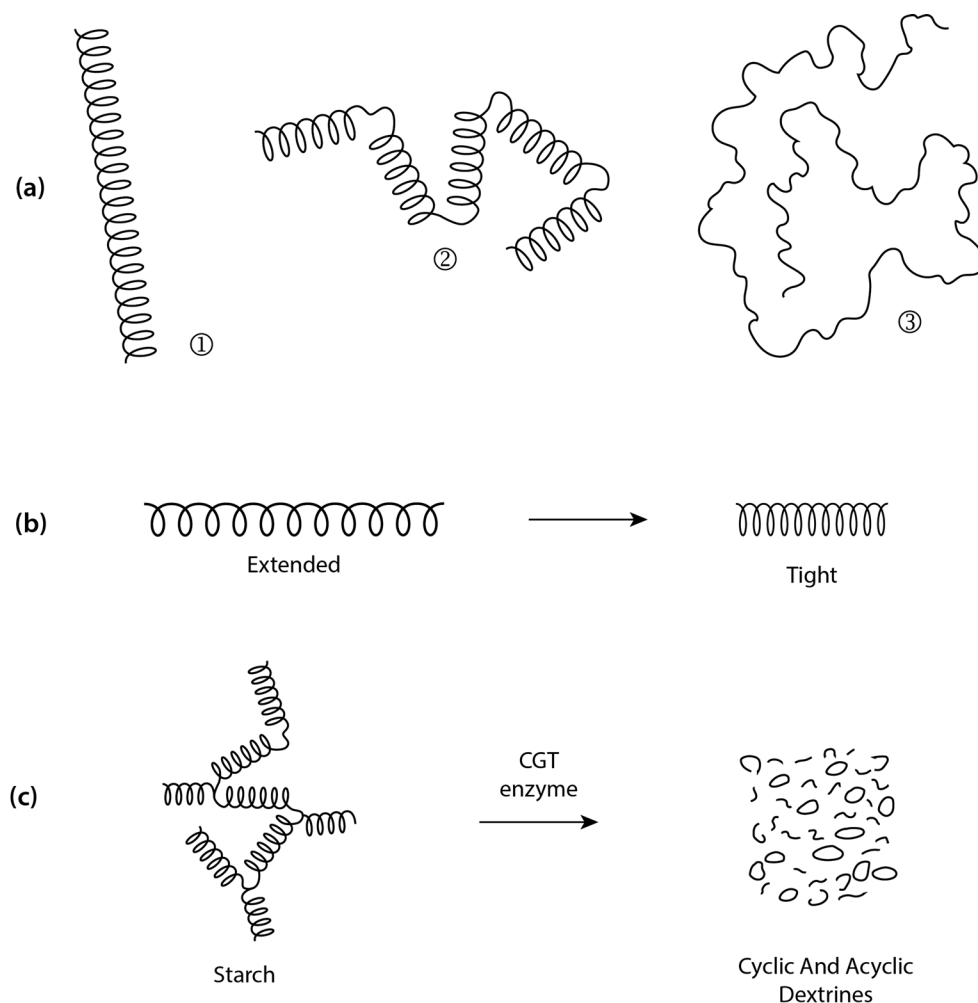 (a)
①
②
③
(b)
Extended
Tight
(c)
CGT
enzyme
Starch
Cyclic And Acyclic
Dextrines